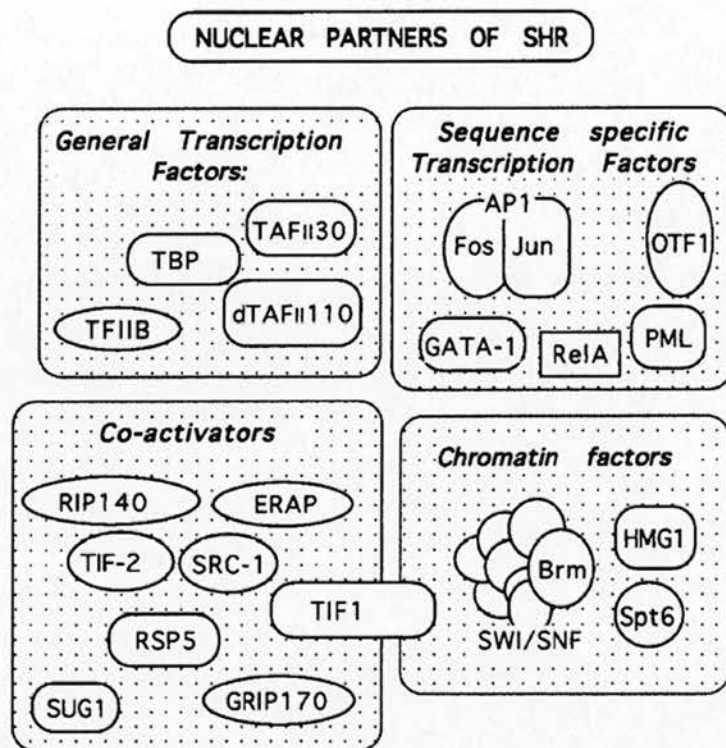 NUCLEAR PARTNERS OF SHR
General Transcription
Factors:
TAFII30
TBP
dTAFII110
TFIIB
Sequence specific
Transcription Factors
AP1
Fos Jun
OTF1
GATA-1
RelA
PML
Co-activators
RIP140
ERAP
TIF-2
SRC-1
TIF1
RSP5
SUG1
GRIP170
Chromatin factors
HMG1
Brm
Spt6
SWI/SNF